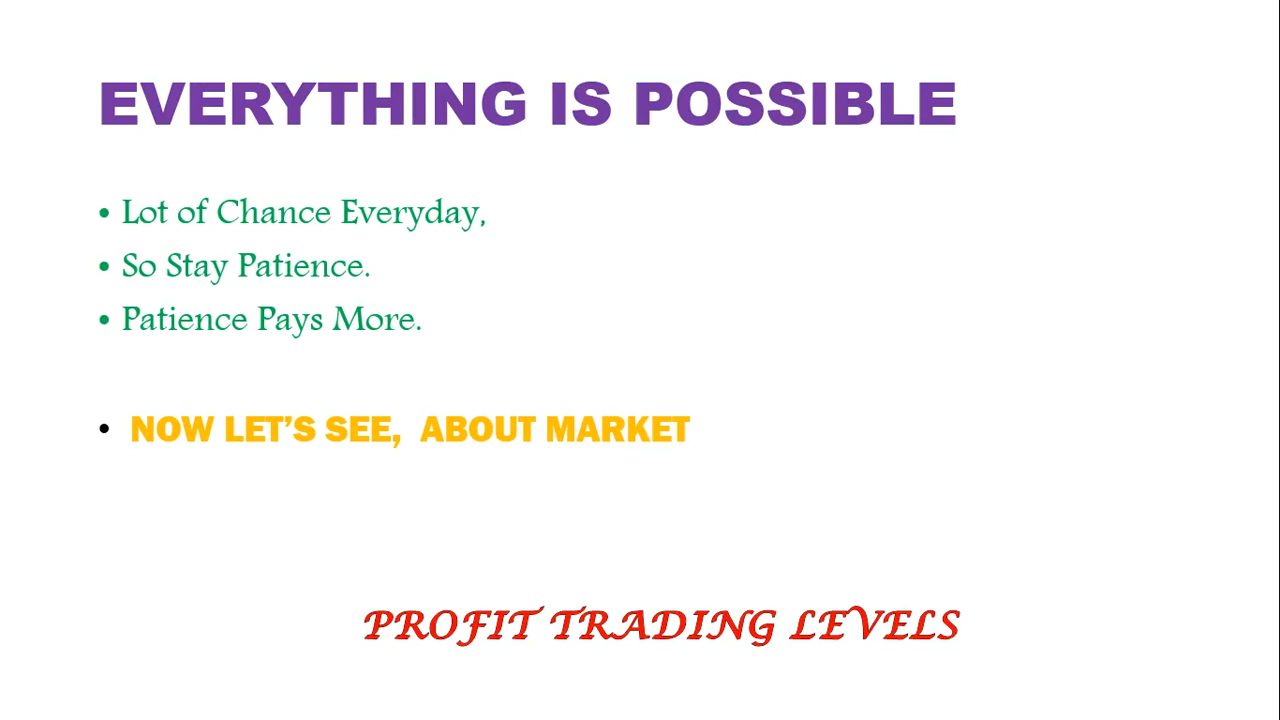 EVERYTHING IS POSSIBLE
• Lot of Chance Everyday,
• So Stay Patience.
• Patience Pays More.
• NOW LET’S SEE,  ABOUT MARKET
PROFIT TRADING LEVELS